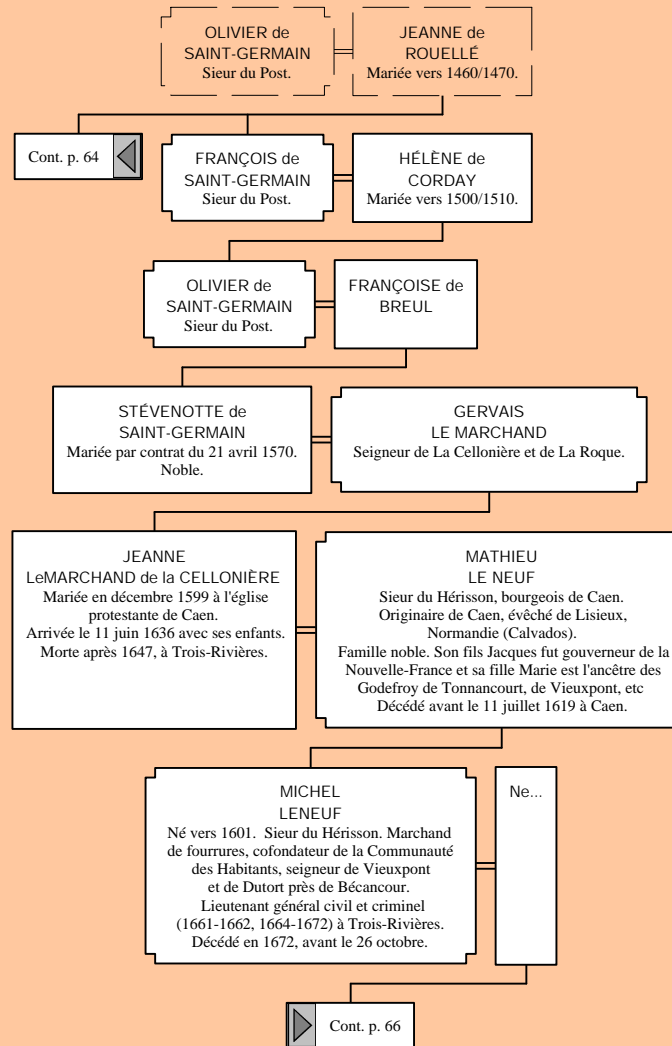 OLIVIER de
SAINT-GERMAIN
Sieur du Post.
JEANNE de
ROUELLÉ
Mariée vers 1460/1470.
Cont. p. 64
FRANÇOIS de
SAINT-GERMAIN
Sieur du Post.
HÉLÈNE de
CORDAY
Mariée vers 1500/1510.
OLIVIER de
SAINT-GERMAIN
Sieur du Post.
FRANÇOISE de
BREUL
STÉVENOTTE de
SAINT-GERMAIN
Mariée par contrat du 21 avril 1570.
Noble.
GERVAIS
LE MARCHAND
Seigneur de La Cellonière et de La Roque.
JEANNE
LeMARCHAND de la CELLONIÈRE
Mariée en décembre 1599 à l'église
protestante de Caen.
Arrivée le 11 juin 1636 avec ses enfants.
Morte après 1647, à Trois-Rivières.
MATHIEU
LE NEUF
Sieur du Hérisson, bourgeois de Caen.
Originaire de Caen, évêché de Lisieux,
Normandie (Calvados).
Famille noble. Son fils Jacques fut gouverneur de la
Nouvelle-France et sa fille Marie est l'ancêtre des
Godefroy de Tonnancourt, de Vieuxpont, etc
Décédé avant le 11 juillet 1619 à Caen.
MICHEL
LENEUF
Né vers 1601. Sieur du Hérisson. Marchand
de fourrures, cofondateur de la Communauté
des Habitants, seigneur de Vieuxpont
et de Dutort près de Bécancour.
Lieutenant général civil et criminel
(1661-1662, 1664-1672) à Trois-Rivières.
Décédé en 1672, avant le 26 octobre.
Ne...
Cont. p. 66